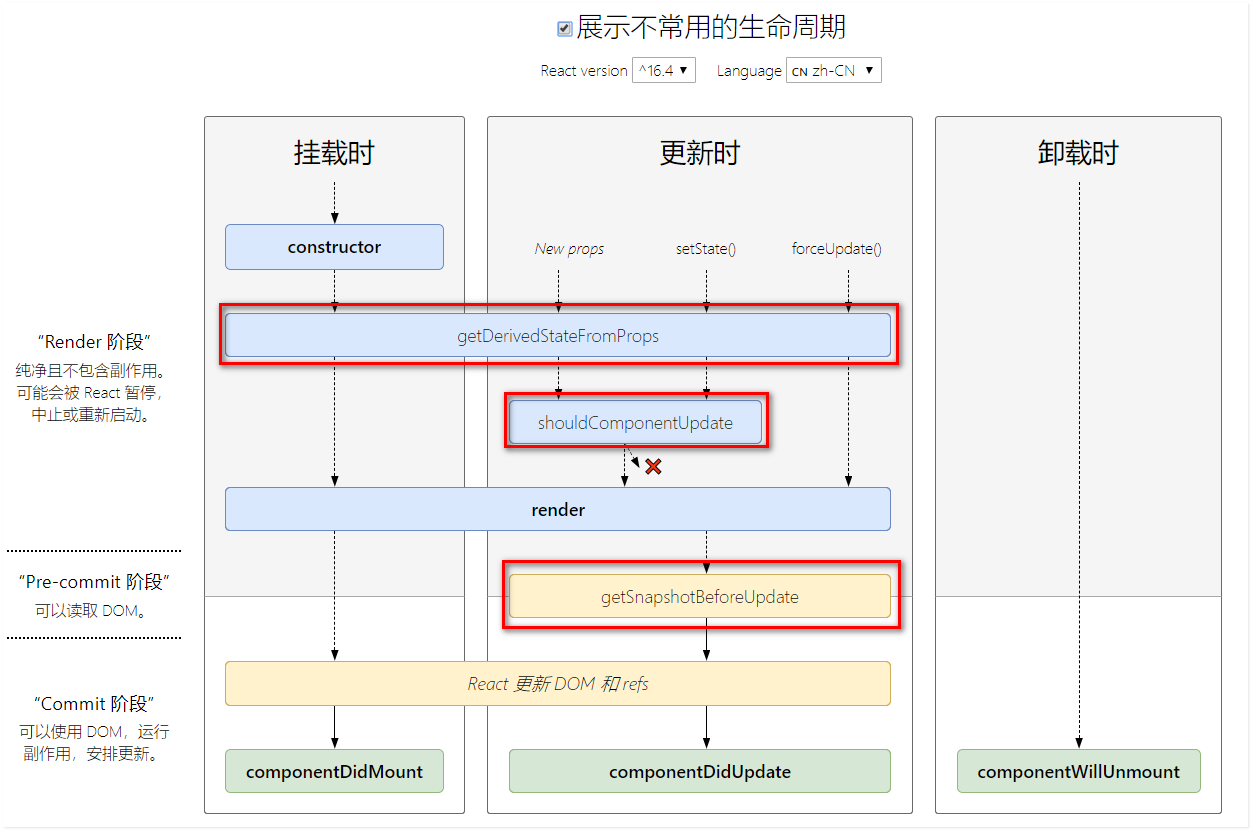 展示不常用的生命周期
React version ^16.4 Language CN zh-CN
挂载时
更新时
卸载时
constructor
New props
setState()
forceUpdate()
“Render 阶段”
纯净且不包含副作用。
可能会被 React 暂停，
中止或重新启动。
getDerivedStateFromProps
shouldComponentUpdate
render
“Pre-commit 阶段”
可以读取 DOM。
getSnapshotBeforeUpdate
React 更新 DOM 和 refs
“Commit 阶段”
可以使用 DOM，运行
副作用，安排更新。
componentDidMount
componentDidUpdate
componentWillUnmount